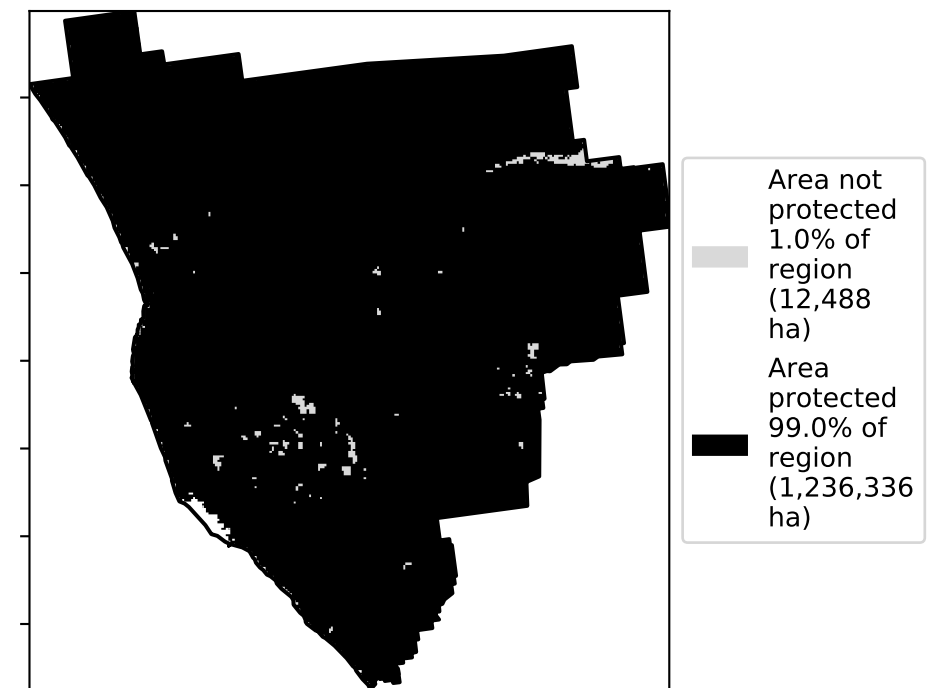 Area not
protected
1.0% of
region
(12,488
ha)
Area
protected
99.0% of
region
(1,236,336
ha)